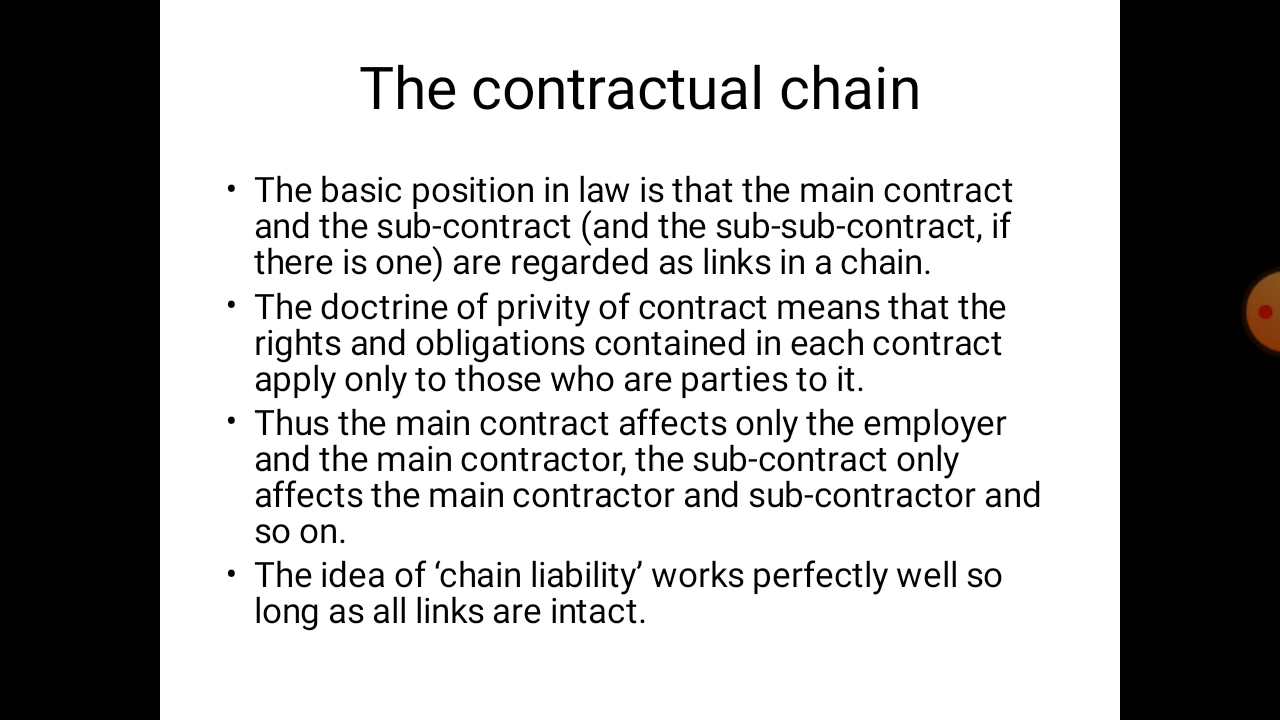 The contractual chain
• The basic position in law is that the main contract
and the sub-contract (and the sub-sub-contract, if
there is one) are regarded as links in a chain.
• The doctrine of privity of contract means that the
rights and obligations contained in each contract
apply only to those who are parties to it.
• Thus the main contract affects only the employer
and the main contractor, the sub-contract only
affects the main contractor and sub-contractor and
so on.
• The idea of ‘chain liability’ works perfectly well so
long as all links are intact.